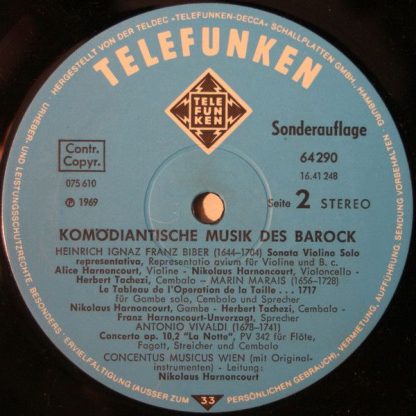 HERGESTELLT VON DER TELDEC »TELEFUNKEN-DECCA« SCHALLPLATTEN GMBH, HAMBURG
TELEFUNKEN
TELE
FUN
KEN
Contr.
Copyr.
Sonderauflage
64 290
16.41 248
075 610
℗ 1969
Seite 2 STEREO
KOMÖDIANTISCHE MUSIK DES BAROCK
HEINRICH IGNAZ FRANZ BIBER (1644–1704) Sonata Violino Solo
representativa, Representatio avium für Violine und B. c.
Alice Harnoncourt, Violine - Nikolaus Harnoncourt, Violoncello -
Herbert Tachezi, Cembalo – MARIN MARAIS (1656–1728)
Le Tableau de l'Operation de la Taille . . . 1717
für Gambe solo, Cembalo und Sprecher
Nikolaus Harnoncourt, Gambe - Herbert Tachezi, Cembalo -
Franz Harnoncourt-Unverzagt, Sprecher
ANTONIO VIVALDI (1678–1741)
Concerto op. 10,2 "La Notte", PV 342 für Flöte,
Fagott, Streicher und Cembalo
CONCENTUS MUSICUS WIEN (mit Original-
instrumenten) - Leitung:
Nikolaus Harnoncourt
33
URHEBER- UND LEISTUNGSSCHUTZRECHTE, BESONDERS: ERVIELFÄLTIGUNG (AUSSER ZUM PERSÖNLICHEN GEBRAUCH), VERMIETUNG, AUFFÜHRUNG, SENDUNG VORBEHALTEN